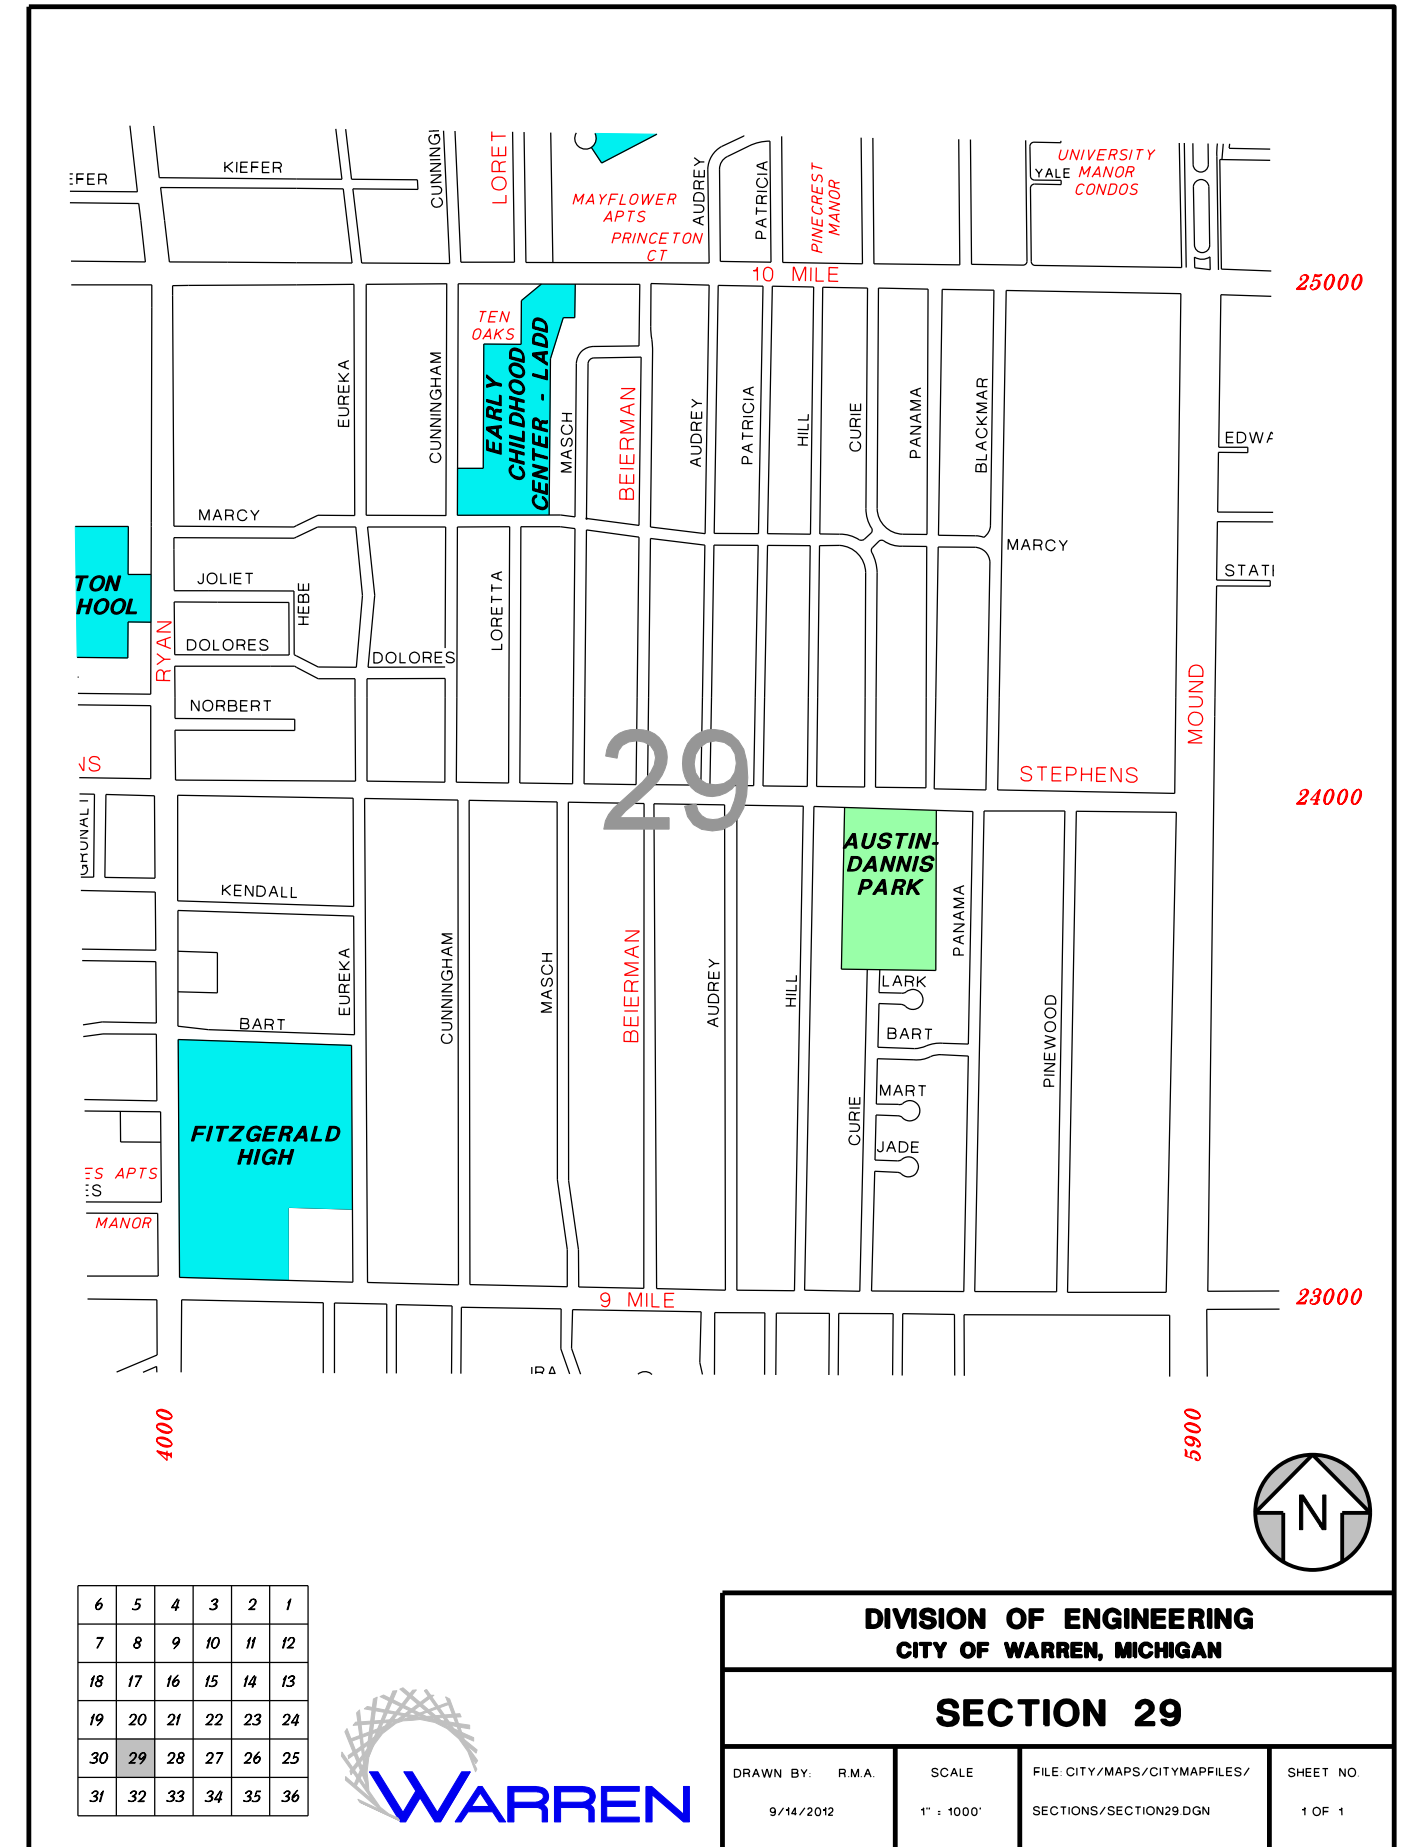 KIEFER
EFER
CUNNINGH
LORET
MAYFLOWER
APTS
PRINCETON
CT
AUDREY
PATRICIA
PINECREST
MANOR
UNIVERSITY
MANOR
CONDOS
YALE
10 MILE
25000
TEN
OAKS
EARLY
CHILDHOOD
CENTER - LADD
EUREKA
CUNNINGHAM
MASCH
BEIERMAN
AUDREY
PATRICIA
HILL
CURIE
PANAMA
BLACKMAR
EDWA
MARCY
MARCY
TON
HOOL
JOLIET
HEBE
STATI
LORETTA
RYAN
DOLORES
DOLORES
NORBERT
MOUND
NS
29
STEPHENS
24000
GRUNALT
AUSTIN-
DANNIS
PARK
KENDALL
EUREKA
CUNNINGHAM
MASCH
BEIERMAN
AUDREY
HILL
PANAMA
LARK
BART
BART
PINEWOOD
MART
CURIE
JADE
FITZGERALD
HIGH
ES APTS
ES
MANOR
9 MILE
23000
IRA
4000
5900
N
6 5 4 3 2 1
7 8 9 10 11 12
18 17 16 15 14 13
19 20 21 22 23 24
30 29 28 27 26 25
31 32 33 34 35 36
WARREN
DIVISION OF ENGINEERING
CITY OF WARREN, MICHIGAN
SECTION 29
DRAWN BY: R.M.A.
9/14/2012
SCALE
1" : 1000'
FILE: CITY/MAPS/CITYMAPFILES/
SECTIONS/SECTION29.DGN
SHEET NO.
1 OF 1